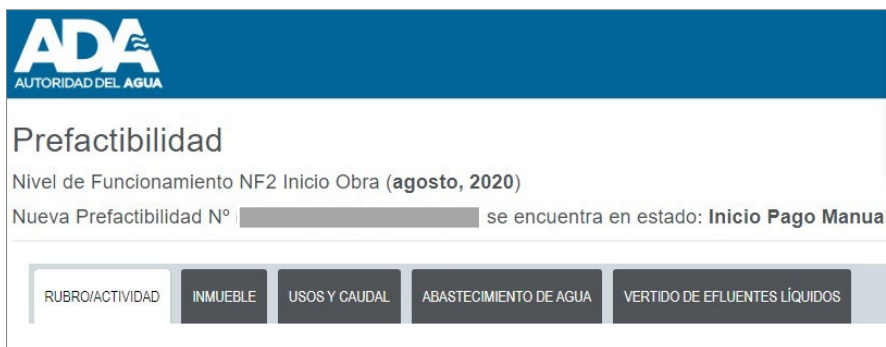 ADA
AUTORIDAD DEL AGUA
Prefactibilidad
Nivel de Funcionamiento NF2 Inicio Obra (agosto, 2020)
Nueva Prefactibilidad Nº se encuentra en estado: Inicio Pago Manua
RUBRO/ACTIVIDAD INMUEBLE USOS Y CAUDAL ABASTECIMIENTO DE AGUA VERTIDO DE EFLUENTES LÍQUIDOS